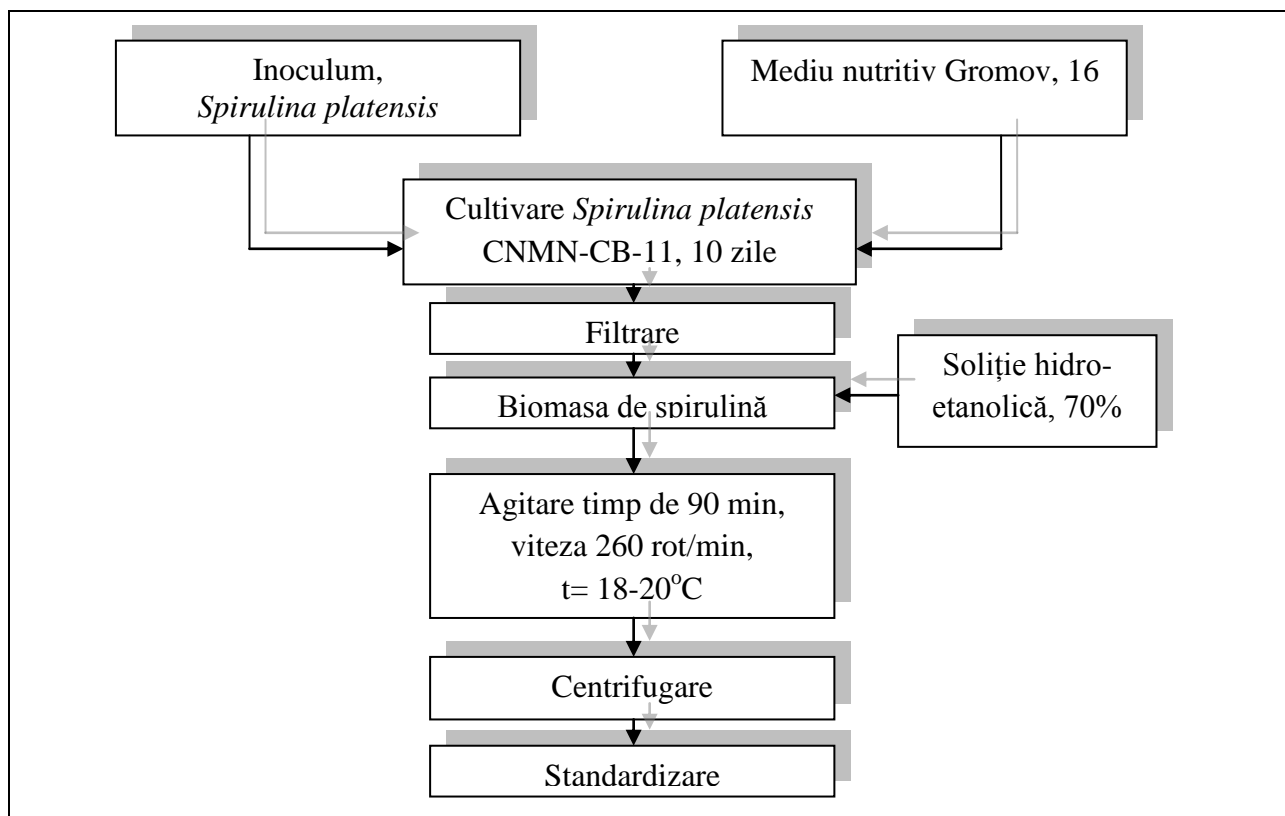 Inoculum,
Spirulina platensis
Mediu nutritiv Gromov, 16
Cultivare Spirulina platensis
CNMN-CB-11, 10 zile
Filtrare
Biomasa de spirulină
Soliție hidro-
etanolică, 70%
Agitare timp de 90 min,
viteza 260 rot/min,
t= 18-20°C
Centrifugare
Standardizare